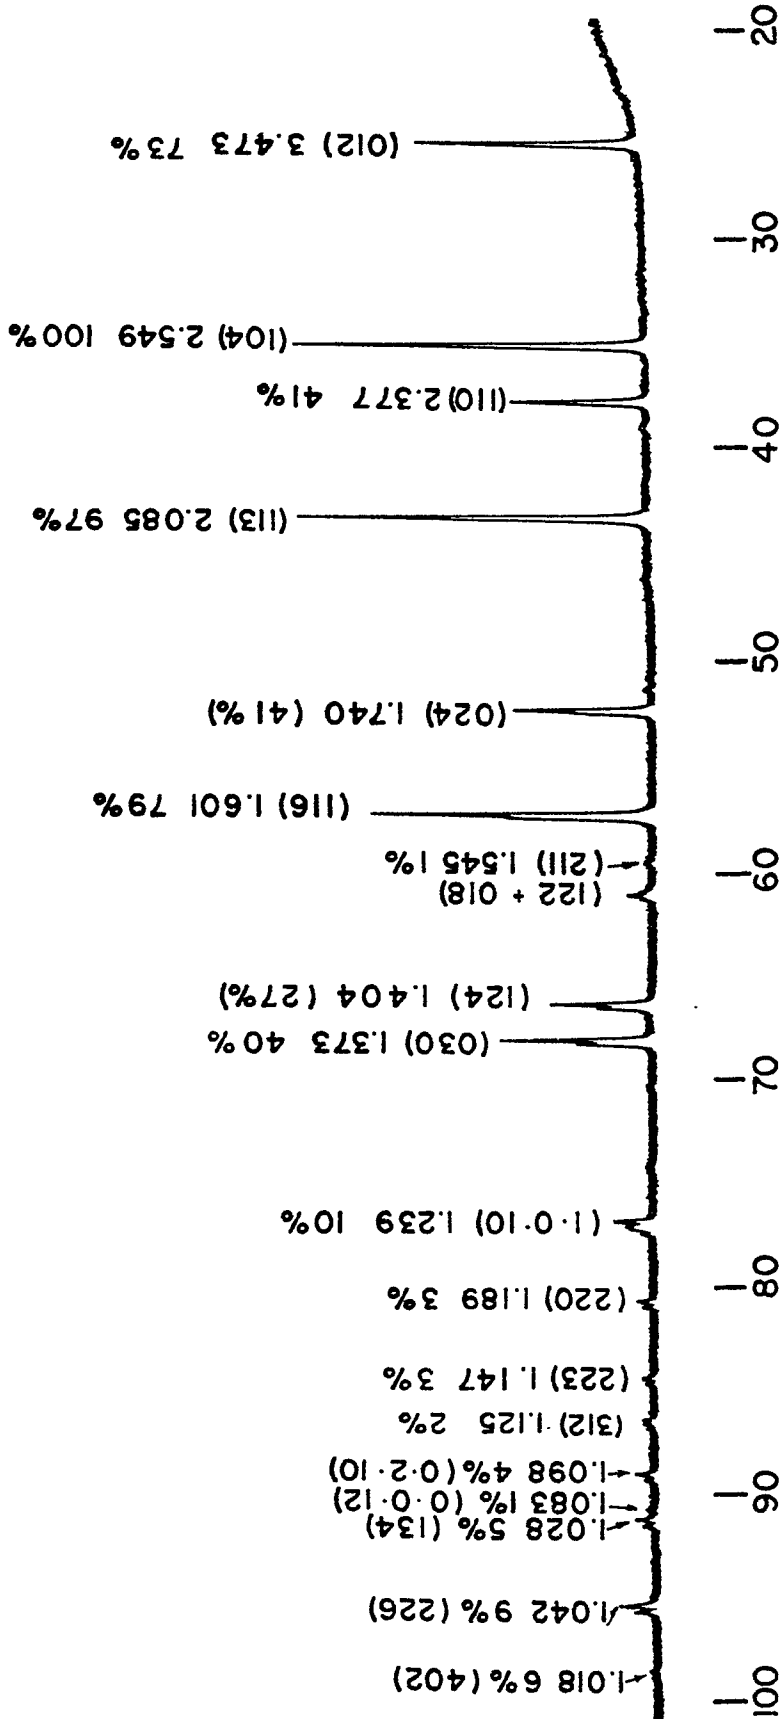 20
(012) 3.473 73%
30
(104) 2.549 100%
(110) 2.377 41%
40
(113) 2.085 97%
50
(024) 1.740 (41%)
(116) 1.601 79%
(211) 1.545 1%
60
(122 + 018)
(124) 1.404 (27%)
(030) 1.373 40%
70
(1·0·10) 1.239 10%
80
(220) 1.189 3%
(223) 1.147 3%
(312) 1.125 2%
1.098 4% (0·2·10)
90
1.083 1% (0·0·12)
1.028 5% (134)
1.042 9% (226)
1.018 6% (402)
100